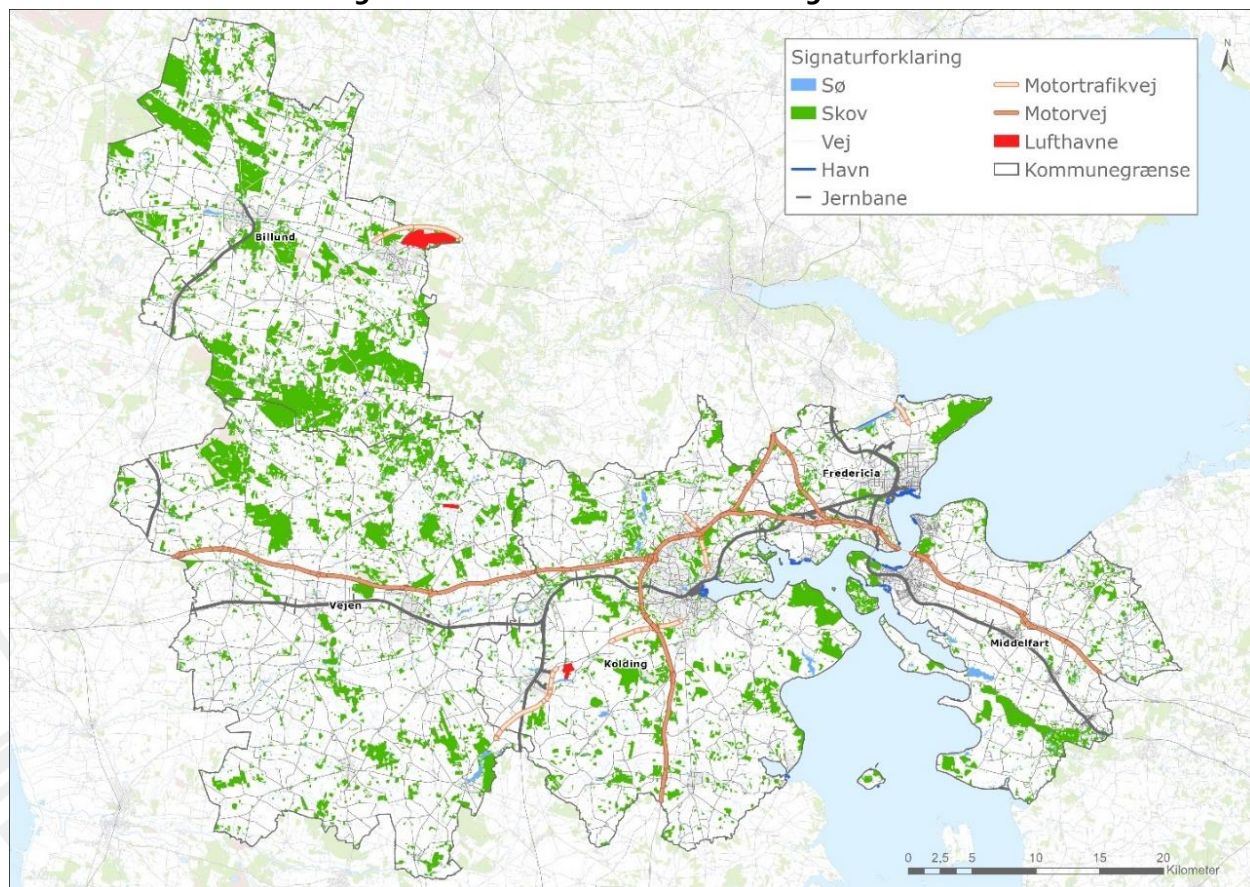 Signaturforklaring
Sø
Skov
Vej
Havn
Jernbane
Motortrafikvej
Motorvej
Lufthavne
Kommunegrænse
N
Billund
Fredericia
Vejen
Kolding
Middelfart
0 2,5 5 10 15 20
Kilometer